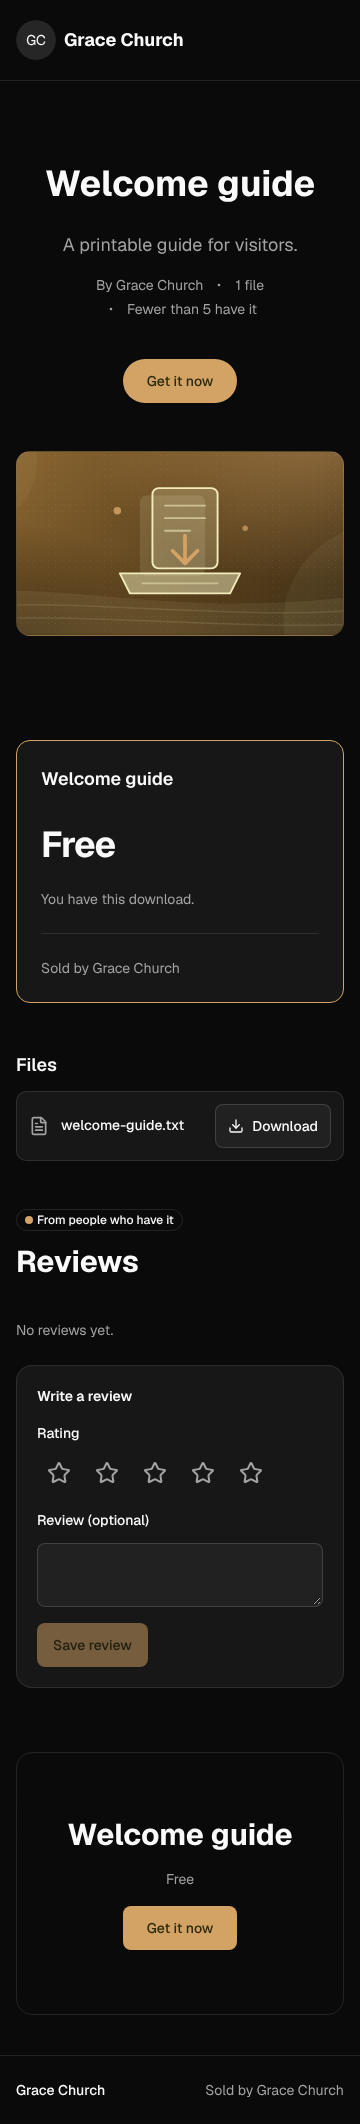 GC Grace Church
Welcome guide
A printable guide for visitors.
By Grace Church • 1 file
• Fewer than 5 have it
Get it now
Welcome guide
Free
You have this download.
Sold by Grace Church
Files
welcome-guide.txt Download
From people who have it
Reviews
No reviews yet.
Write a review
Rating
Review (optional)
Save review
Welcome guide
Free
Get it now
Grace Church Sold by Grace Church